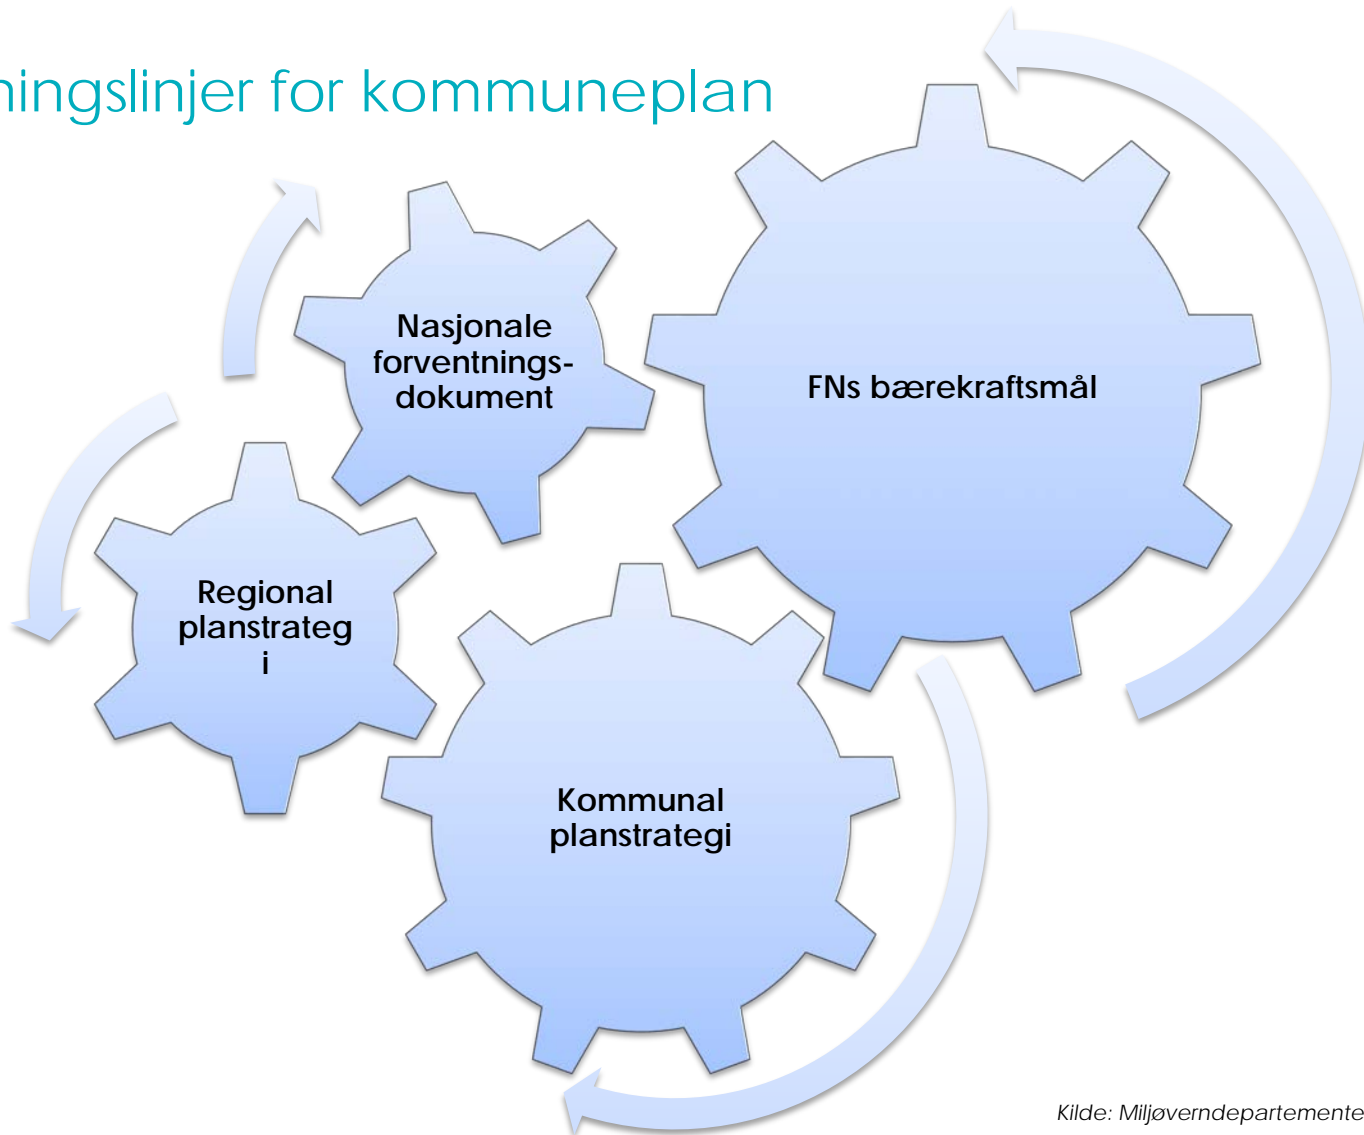 ningslinjer for kommuneplan
Nasjonale
forventnings-
dokument
FNs bærekraftsmål
Regional
planstrateg
i
Kommunal
planstrategi
Kilde: Miljøverndepartemente